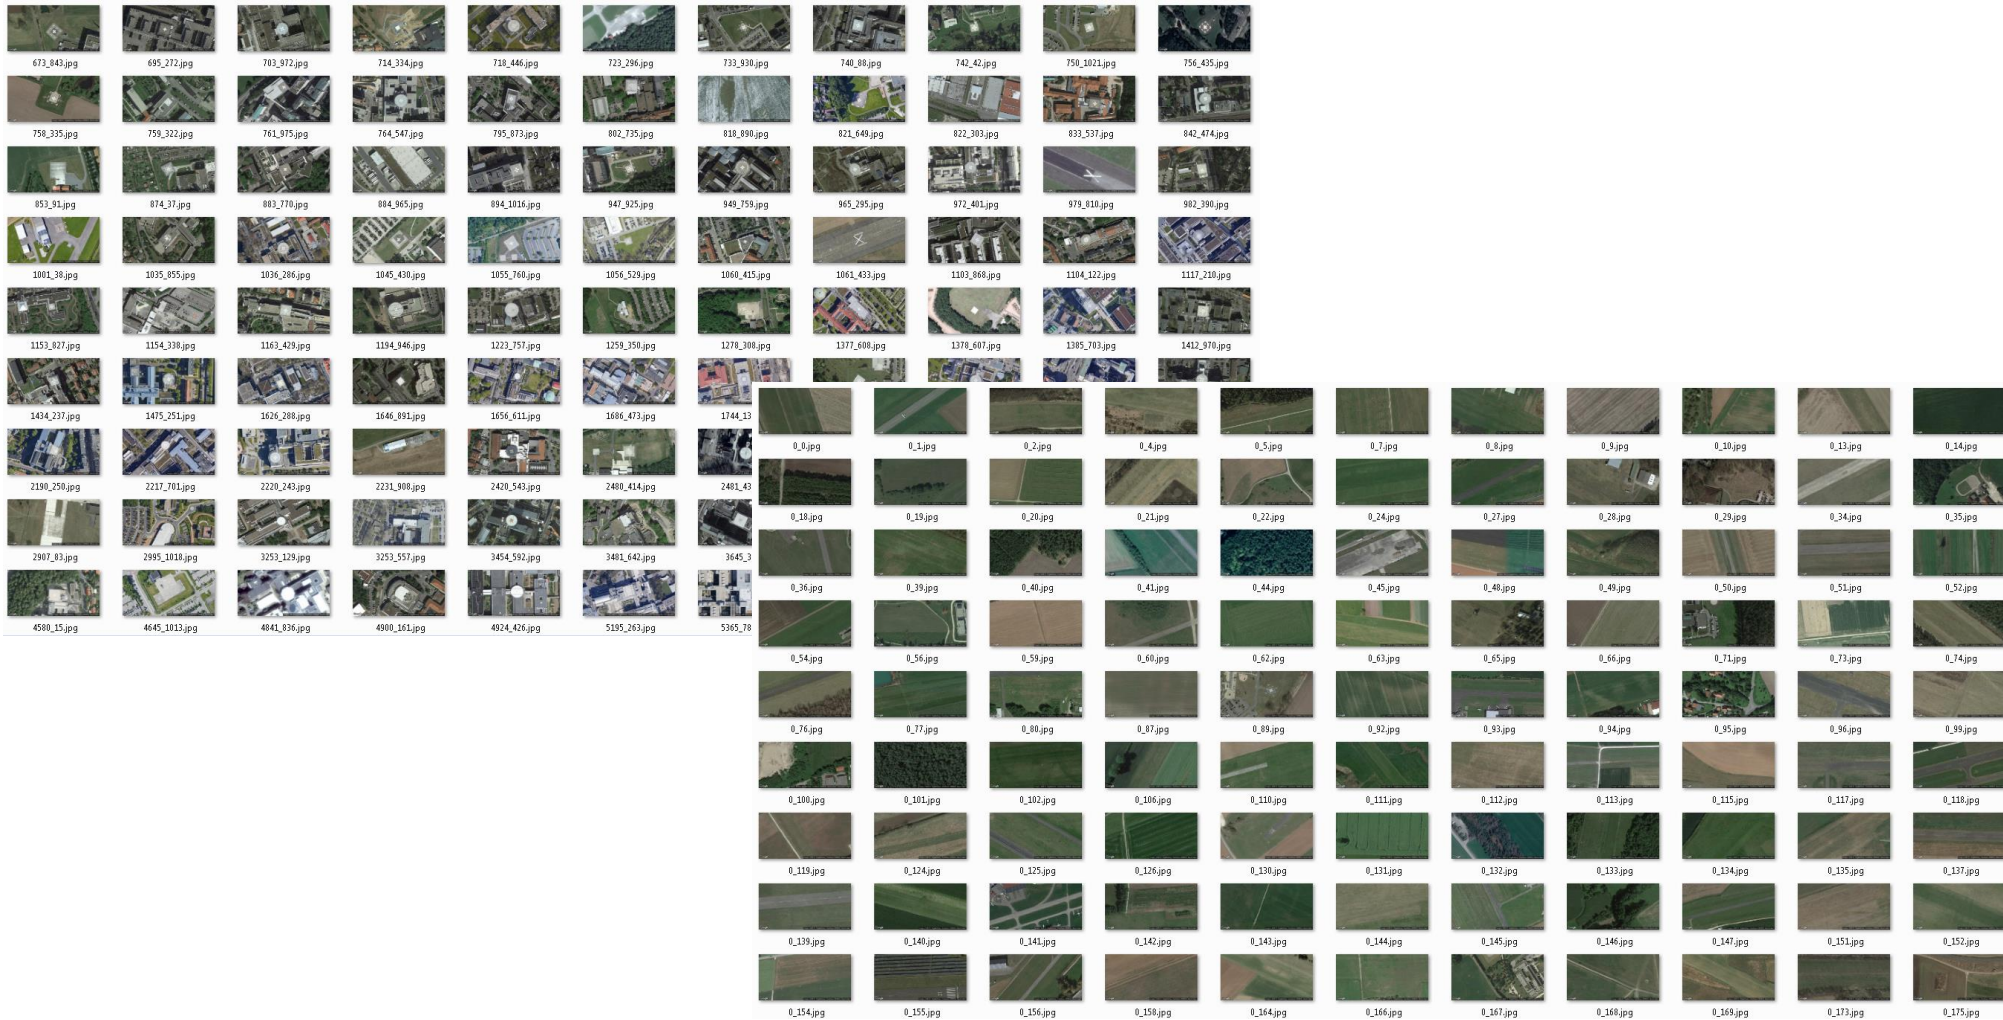 673_843.jpg 695_272.jpg 703_972.jpg 714_334.jpg 718_446.jpg 723_296.jpg 733_930.jpg 740_88.jpg 742_42.jpg 750_1021.jpg 756_435.jpg
758_335.jpg 759_322.jpg 761_975.jpg 764_547.jpg 795_873.jpg 802_735.jpg 818_890.jpg 821_649.jpg 822_303.jpg 833_537.jpg 842_474.jpg
853_91.jpg 874_37.jpg 883_770.jpg 884_965.jpg 894_1016.jpg 947_925.jpg 949_759.jpg 965_295.jpg 972_401.jpg 979_810.jpg 982_390.jpg
1001_38.jpg 1035_855.jpg 1036_286.jpg 1045_430.jpg 1055_760.jpg 1056_529.jpg 1060_415.jpg 1061_433.jpg 1103_868.jpg 1104_122.jpg 1117_210.jpg
1153_827.jpg 1154_338.jpg 1163_429.jpg 1194_946.jpg 1223_757.jpg 1259_350.jpg 1278_308.jpg 1377_608.jpg 1378_607.jpg 1385_703.jpg 1412_970.jpg
1434_237.jpg 1475_251.jpg 1626_288.jpg 1646_891.jpg 1656_611.jpg 1686_473.jpg 1744_13
2190_250.jpg 2217_701.jpg 2220_243.jpg 2231_908.jpg 2420_543.jpg 2480_414.jpg 2481_43
2907_83.jpg 2995_1018.jpg 3253_129.jpg 3253_557.jpg 3454_592.jpg 3481_642.jpg 3645_3
4580_15.jpg 4645_1013.jpg 4841_836.jpg 4900_161.jpg 4924_426.jpg 5195_263.jpg 5365_78
0_0.jpg 0_1.jpg 0_2.jpg 0_4.jpg 0_5.jpg 0_7.jpg 0_8.jpg 0_9.jpg 0_10.jpg 0_13.jpg 0_14.jpg
0_18.jpg 0_19.jpg 0_20.jpg 0_21.jpg 0_22.jpg 0_24.jpg 0_27.jpg 0_28.jpg 0_29.jpg 0_34.jpg 0_35.jpg
0_36.jpg 0_39.jpg 0_40.jpg 0_41.jpg 0_44.jpg 0_45.jpg 0_48.jpg 0_49.jpg 0_50.jpg 0_51.jpg 0_52.jpg
0_54.jpg 0_56.jpg 0_59.jpg 0_60.jpg 0_62.jpg 0_63.jpg 0_65.jpg 0_66.jpg 0_71.jpg 0_73.jpg 0_74.jpg
0_76.jpg 0_77.jpg 0_80.jpg 0_87.jpg 0_89.jpg 0_92.jpg 0_93.jpg 0_94.jpg 0_95.jpg 0_96.jpg 0_99.jpg
0_100.jpg 0_101.jpg 0_102.jpg 0_106.jpg 0_110.jpg 0_111.jpg 0_112.jpg 0_113.jpg 0_115.jpg 0_117.jpg 0_118.jpg
0_119.jpg 0_124.jpg 0_125.jpg 0_126.jpg 0_130.jpg 0_131.jpg 0_132.jpg 0_133.jpg 0_134.jpg 0_135.jpg 0_137.jpg
0_139.jpg 0_140.jpg 0_141.jpg 0_142.jpg 0_143.jpg 0_144.jpg 0_145.jpg 0_146.jpg 0_147.jpg 0_151.jpg 0_152.jpg
0_154.jpg 0_155.jpg 0_156.jpg 0_158.jpg 0_164.jpg 0_166.jpg 0_167.jpg 0_168.jpg 0_169.jpg 0_173.jpg 0_175.jpg